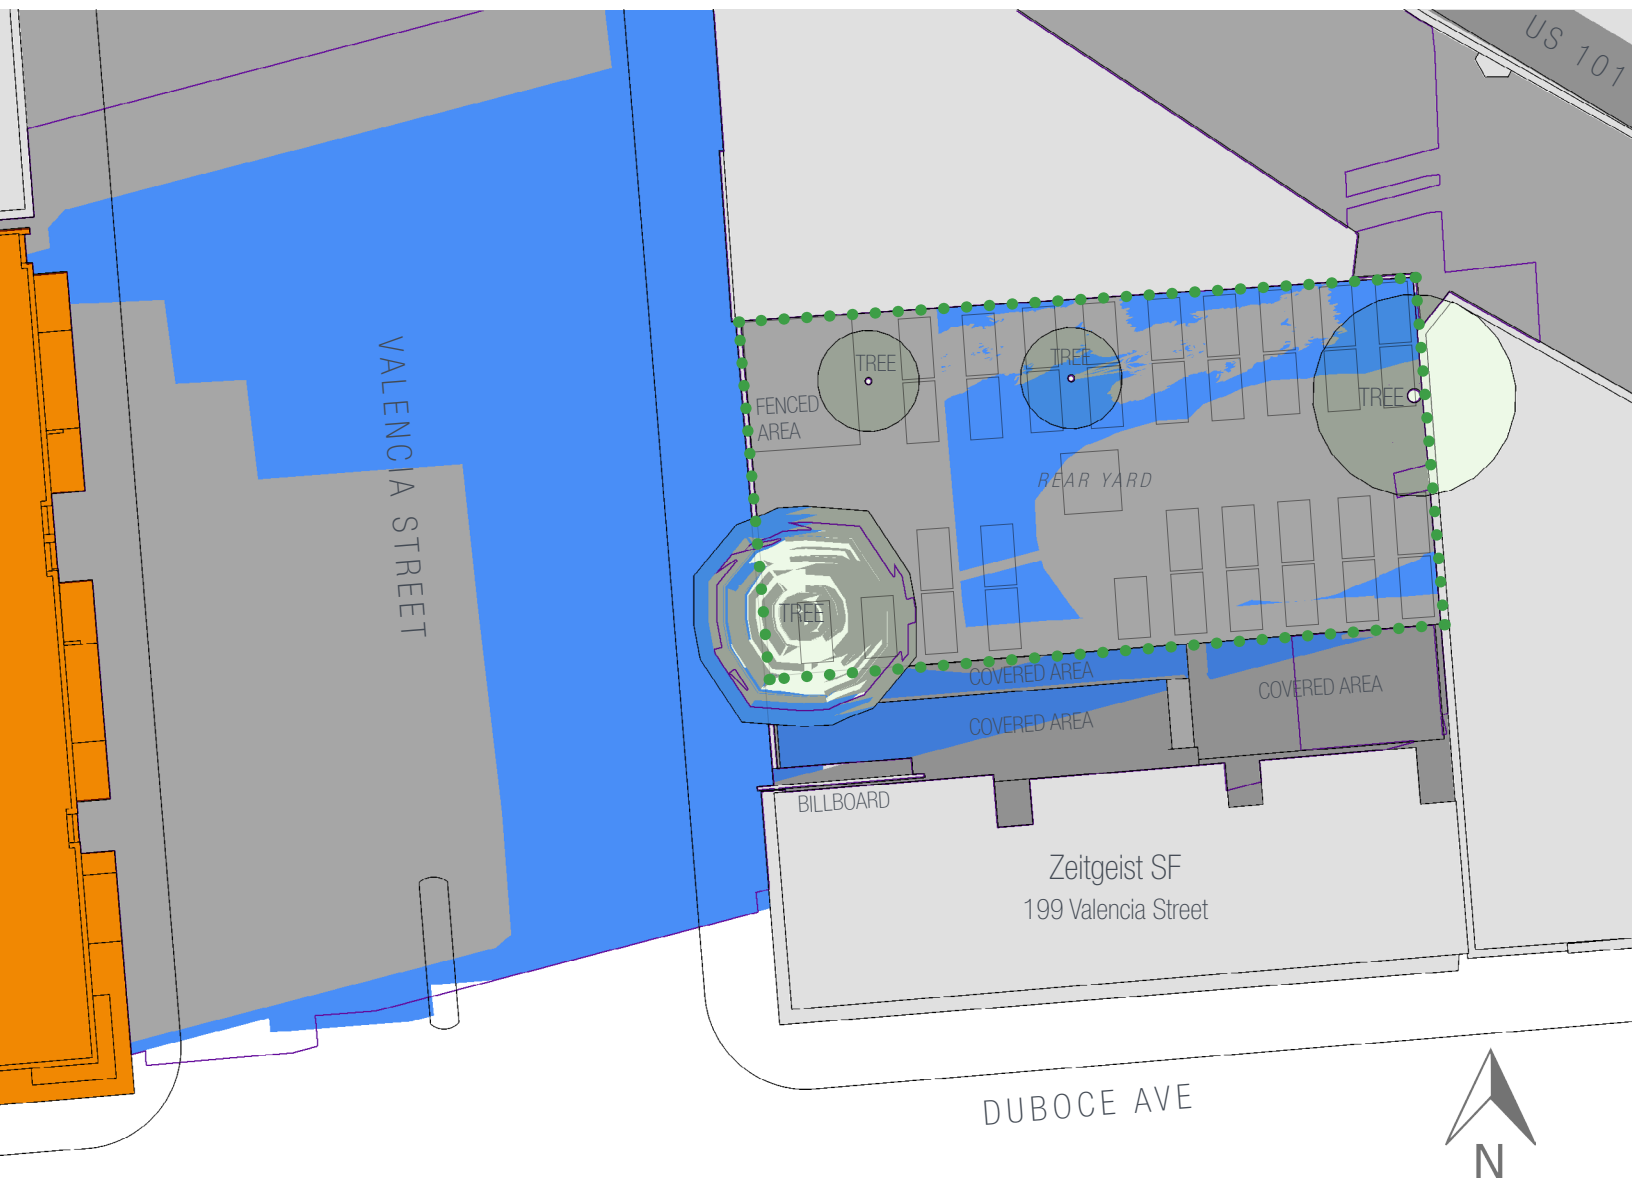 US 101
VALENCIA STREET
TREE
TREE
TREE
FENCED
AREA
REAR YARD
TREE
COVERED AREA
COVERED AREA
COVERED AREA
BILLBOARD
Zeitgeist SF
199 Valencia Street
DUBOCE AVE
N